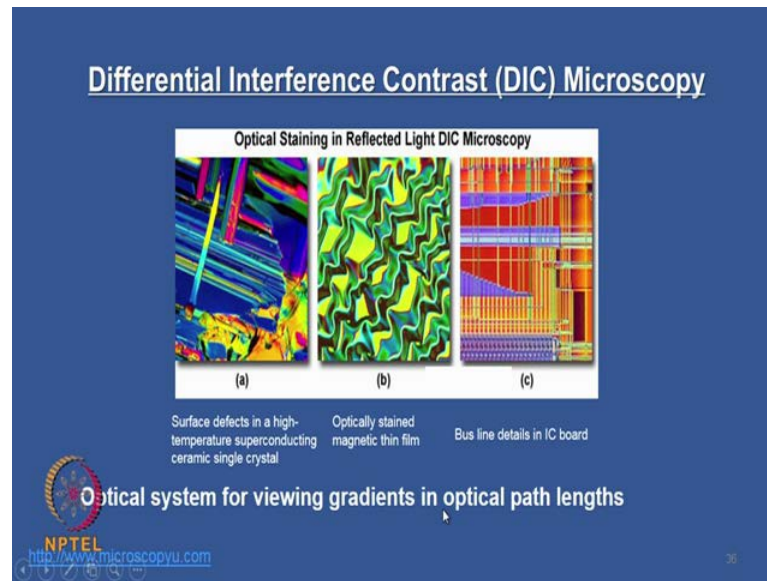 Differential Interference Contrast (DIC) Microscopy
Optical Staining in Reflected Light DIC Microscopy
(a)
(b)
(c)
Surface defects in a high-
temperature superconducting
ceramic single crystal
Optically stained
magnetic thin film
Bus line details in IC board
Optical system for viewing gradients in optical path lengths
NPTEL
http://www.microscopyu.com
36